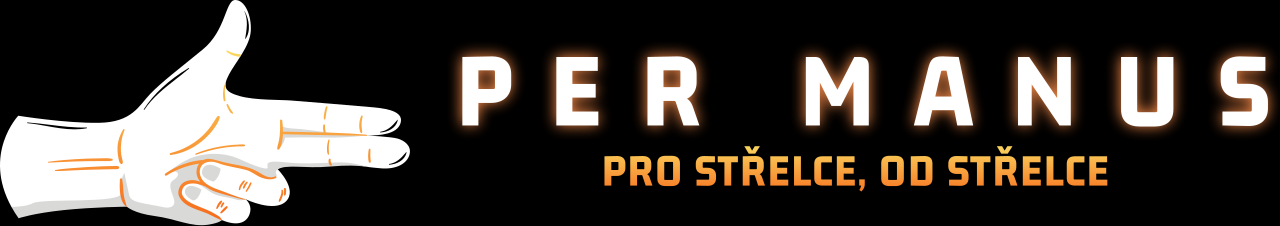 PER MANUS
PRO STŘELCE, OD STŘELCE